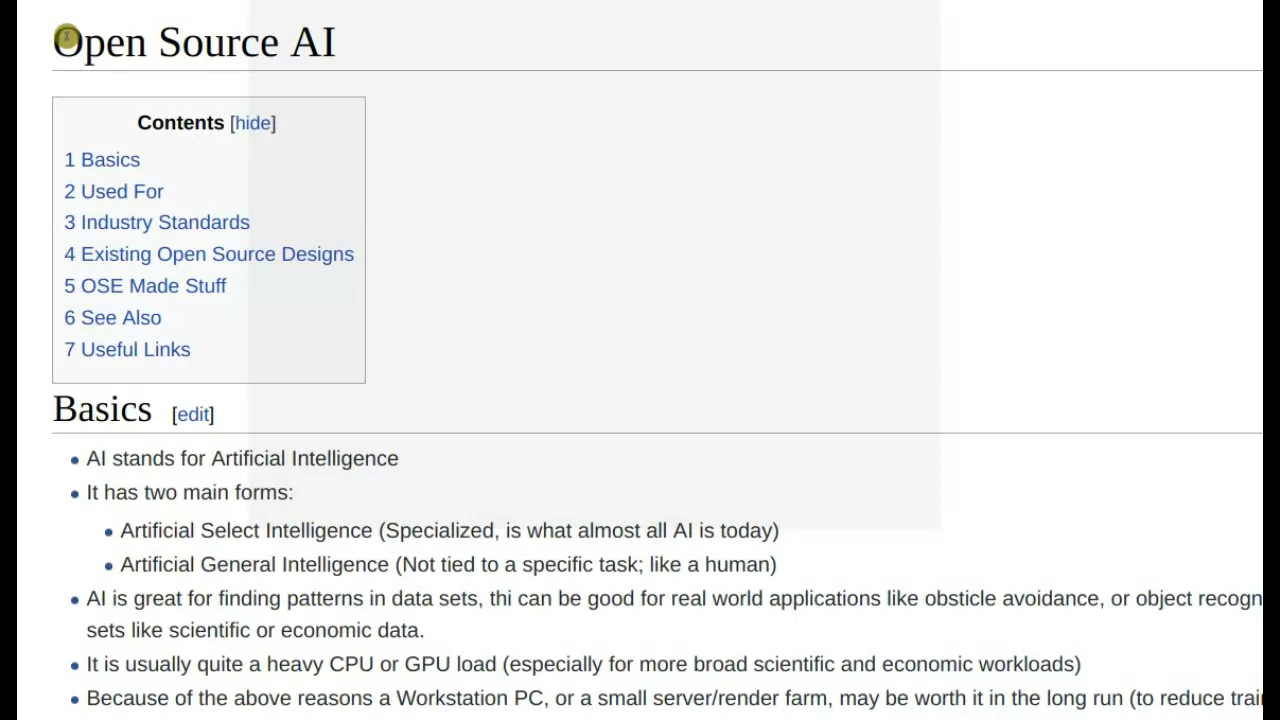 Open Source AI
Contents [hide]
1 Basics
2 Used For
3 Industry Standards
4 Existing Open Source Designs
5 OSE Made Stuff
6 See Also
7 Useful Links
Basics [edit]
AI stands for Artificial Intelligence
It has two main forms:
Artificial Select Intelligence (Specialized, is what almost all AI is today)
Artificial General Intelligence (Not tied to a specific task; like a human)
AI is great for finding patterns in data sets, thi can be good for real world applications like obsticle avoidance, or object recogn
sets like scientific or economic data.
It is usually quite a heavy CPU or GPU load (especially for more broad scientific and economic workloads)
Because of the above reasons a Workstation PC, or a small server/render farm, may be worth it in the long run (to reduce trai